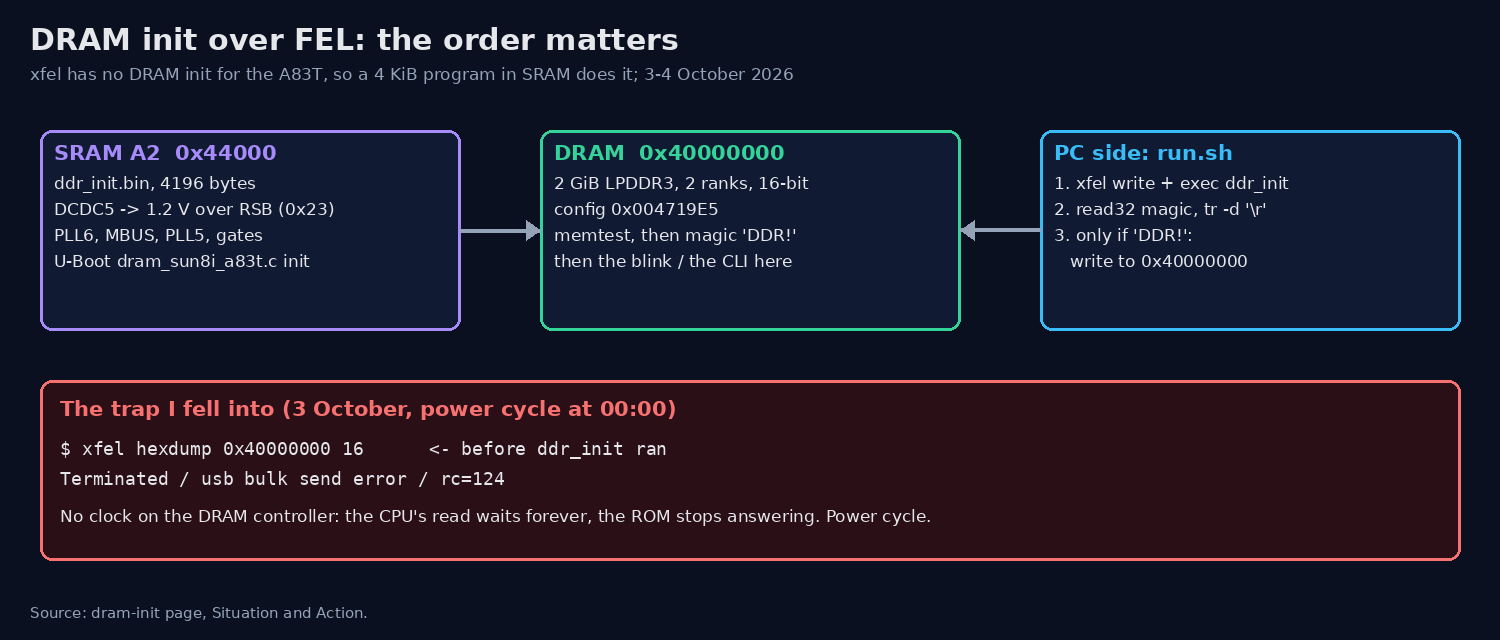 DRAM init over FEL: the order matters
xfel has no DRAM init for the A83T, so a 4 KiB program in SRAM does it; 3-4 October 2026
SRAM A2  0x44000
ddr_init.bin, 4196 bytes
DCDC5 -> 1.2 V over RSB (0x23)
PLL6, MBUS, PLL5, gates
U-Boot dram_sun8i_a83t.c init
DRAM  0x40000000
2 GiB LPDDR3, 2 ranks, 16-bit
config 0x004719E5
memtest, then magic 'DDR!'
then the blink / the CLI here
PC side: run.sh
1. xfel write + exec ddr_init
2. read32 magic, tr -d '\r'
3. only if 'DDR!':
write to 0x40000000
The trap I fell into (3 October, power cycle at 00:00)
$ xfel hexdump 0x40000000 16      <- before ddr_init ran
Terminated / usb bulk send error / rc=124
No clock on the DRAM controller: the CPU's read waits forever, the ROM stops answering. Power cycle.
Source: dram-init page, Situation and Action.